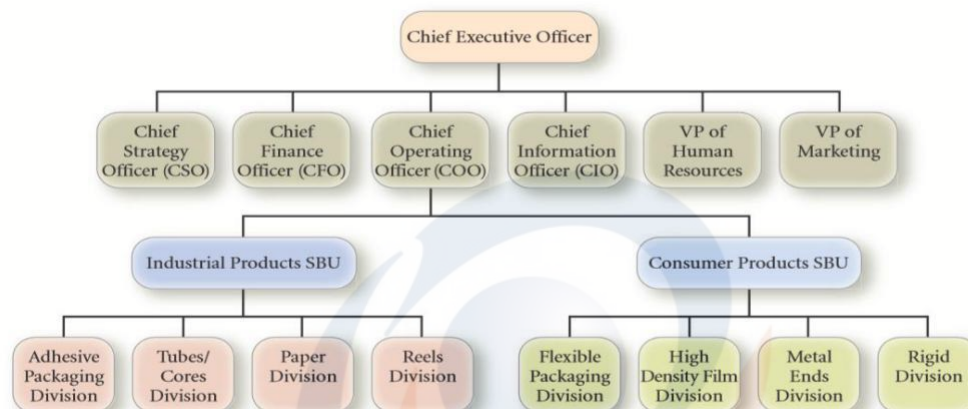 Chief Executive Officer
Chief
Strategy
Officer (CSO)
Chief
Finance
Officer (CFO)
Chief
Operating
Officer (COO)
Chief
Information
Officer (CIO)
VP of
Human
Resources
VP of
Marketing
Industrial Products SBU
Consumer Products SBU
Adhesive
Packaging
Division
Tubes/
Cores
Division
Paper
Division
Reels
Division
Flexible
Packaging
Division
High
Density Film
Division
Metal
Ends
Division
Rigid
Division